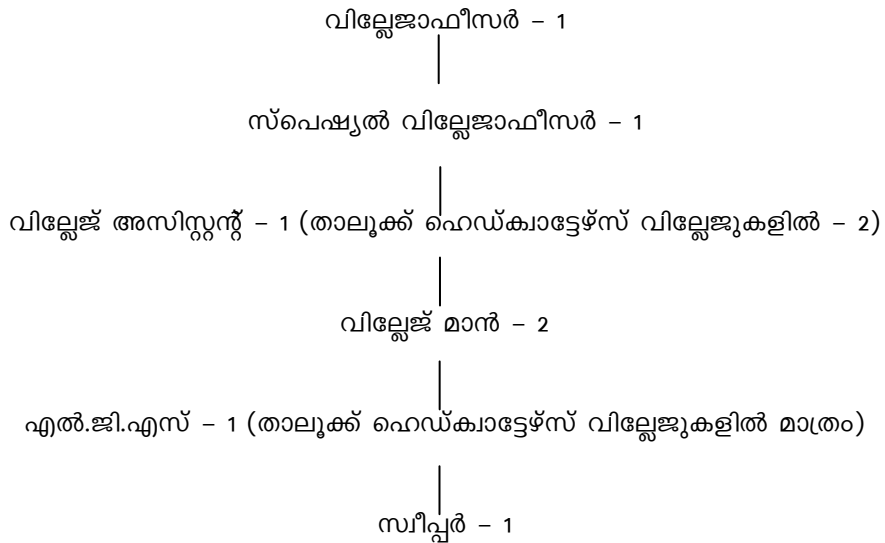 വില്ലേജാഫീസർ – 1
സ്പെഷ്യൽ വില്ലേജാഫീസർ – 1
വില്ലേജ് അസിസ്റ്റന്റ് – 1 (താലൂക്ക് ഹെഡ്ക്വാട്ടേഴ്സ് വില്ലേജുകളിൽ – 2)
വില്ലേജ് മാൻ – 2
എൽ.ജി.എസ് – 1 (താലൂക്ക് ഹെഡ്ക്വാട്ടേഴ്സ് വില്ലേജുകളിൽ മാത്രം)
സ്വീപ്പർ – 1